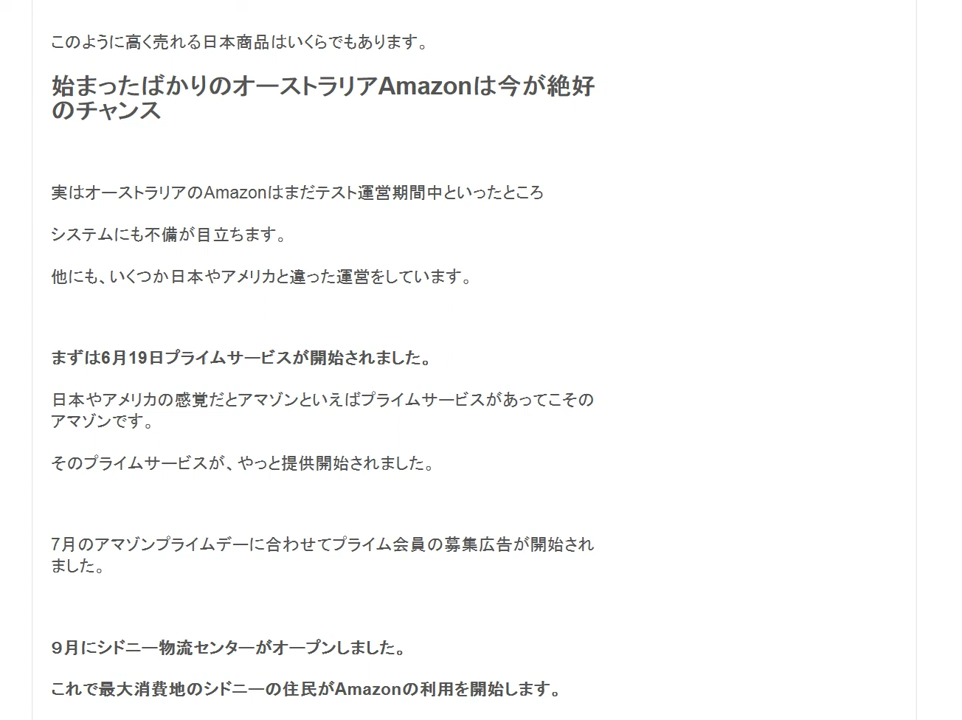 このように高く売れる日本商品はいくらでもあります。
始まったばかりのオーストラリアAmazonは今が絶好
のチャンス
実はオーストラリアのAmazonはまだテスト運営期間中といったところ
システムにも不備が目立ちます。
他にも、いくつか日本やアメリカと違った運営をしています。
まずは6月19日プライムサービスが開始されました。
日本やアメリカの感覚だとアマゾンといえばプライムサービスがあってこその
アマゾンです。
そのプライムサービスが、やっと提供開始されました。
7月のアマゾンプライムデーに合わせてプライム会員の募集広告が開始され
ました。
９月にシドニー物流センターがオープンしました。
これで最大消費地のシドニーの住民がAmazonの利用を開始します。